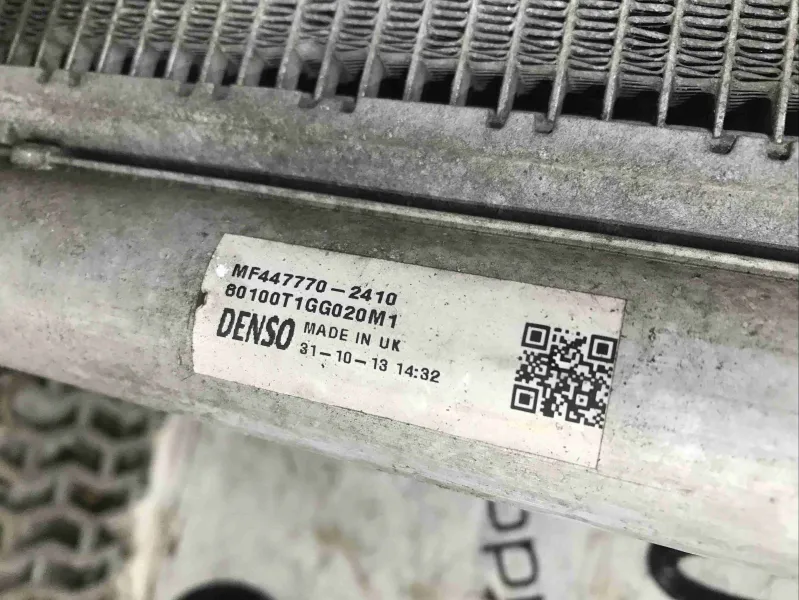 MF447770-2410
80100T1GG020M1
DENSO MADE IN UK
31-10-13 14:32